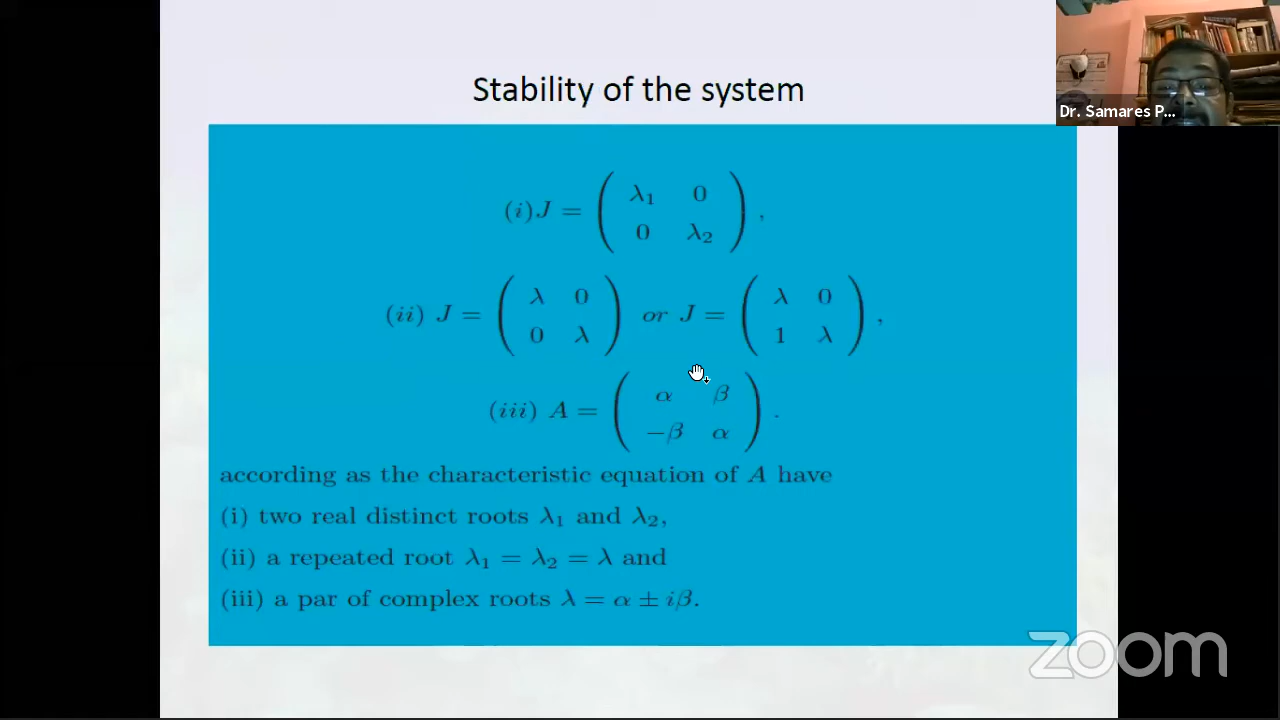 Stability of the system
Dr. Samares P...
(i) J = ( λ₁ 0
0 λ₂ ) ,
(ii) J = ( λ 0
0 λ ) or J = ( λ 0
1 λ ) ,
(iii) A = ( α β
−β α ) .
according as the characteristic equation of A have
(i) two real distinct roots λ₁ and λ₂,
(ii) a repeated root λ₁ = λ₂ = λ and
(iii) a par of complex roots λ = α ± iβ.
zoom